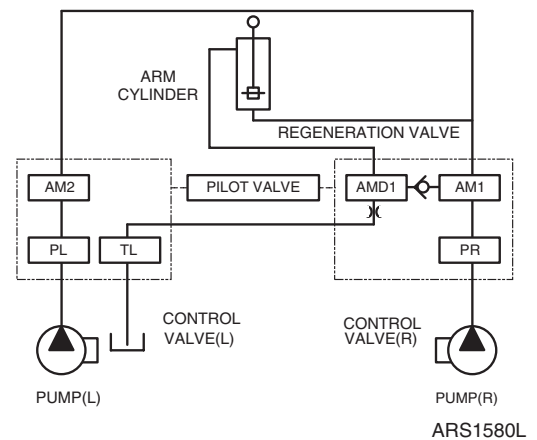 ARM
CYLINDER
REGENERATION VALVE
AM2
PILOT VALVE
AMD1
AM1
PL
TL
PR
CONTROL
VALVE(L)
CONTROL
VALVE(R)
PUMP(L)
PUMP(R)
ARS1580L